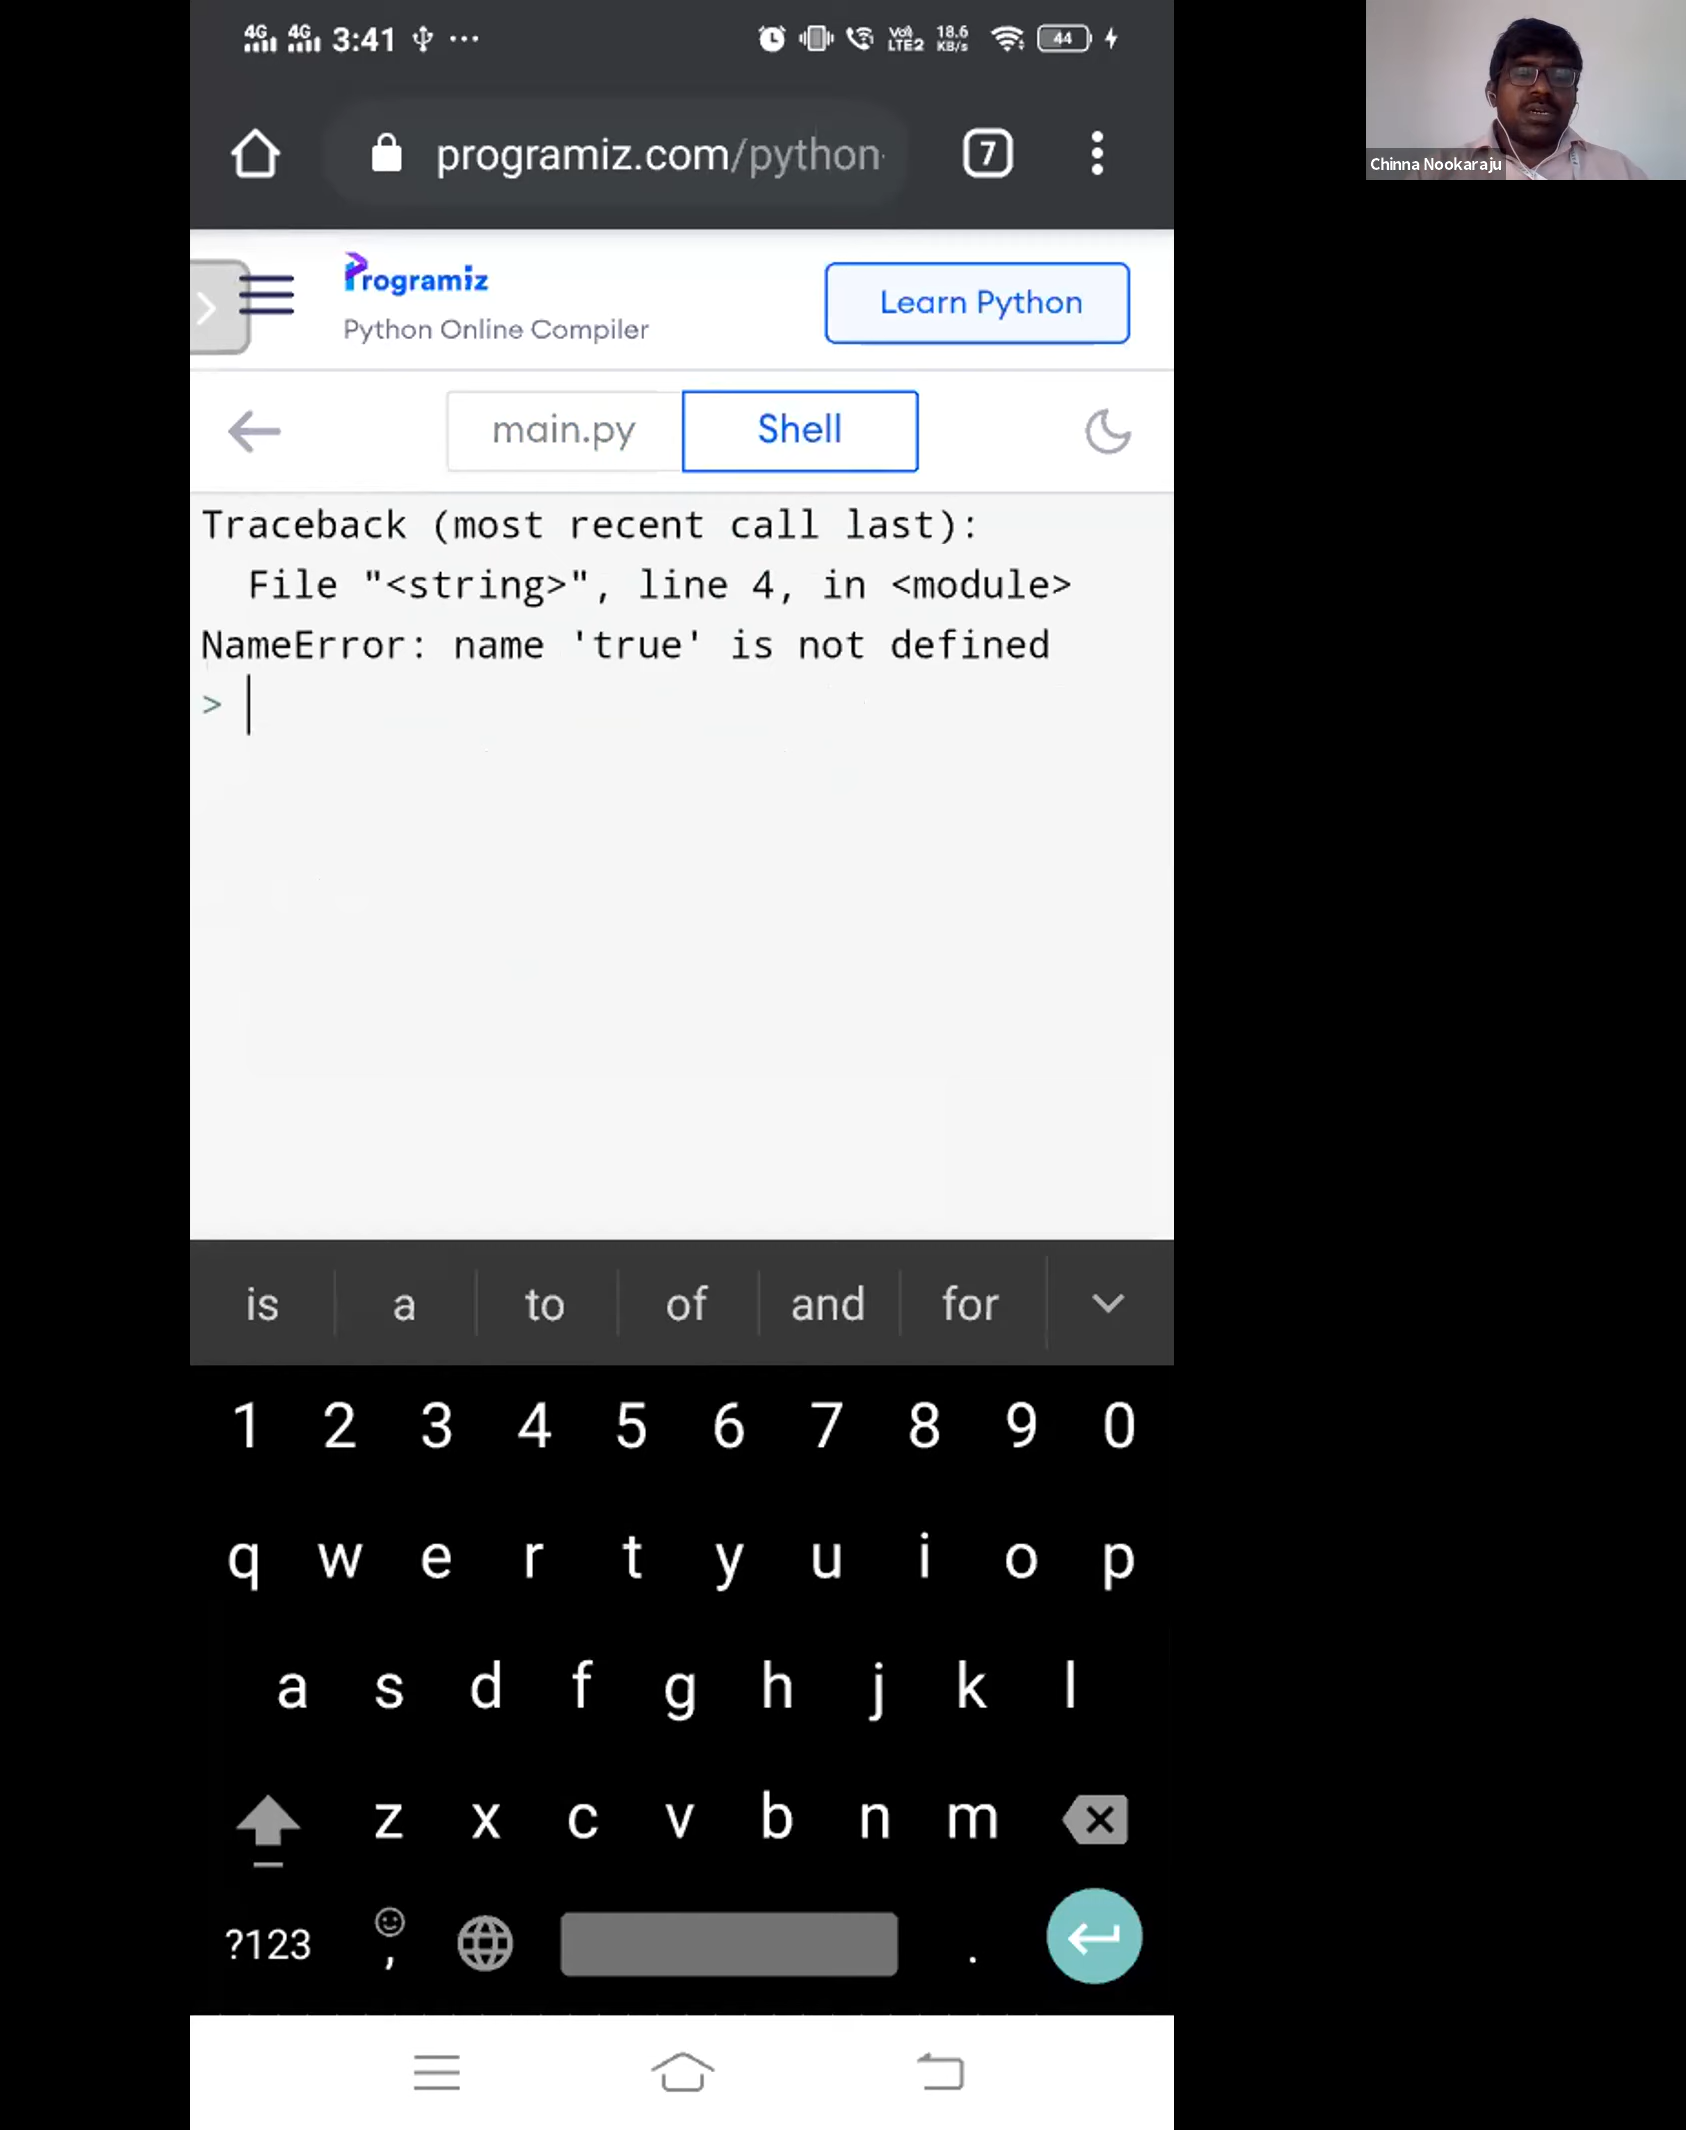 4G 4G 3:41 ... VoB LTE2 18.6 KB/s 44
programiz.com/python
7
Programiz
Python Online Compiler
Learn Python
main.py
Shell
Traceback (most recent call last):
File "<string>", line 4, in <module>
NameError: name 'true' is not defined
>
is a to of and for
1 2 3 4 5 6 7 8 9 0
q w e r t y u i o p
a s d f g h j k l
z x c v b n m
?123 , .
Chinna Nookaraju